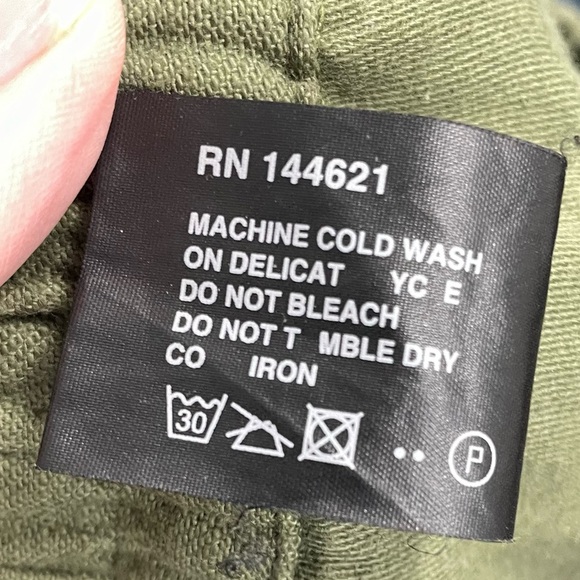 RN 144621
MACHINE COLD WASH
ON DELICAT YC E
DO NOT BLEACH
DO NOT T MBLE DRY
CO IRON
30 P